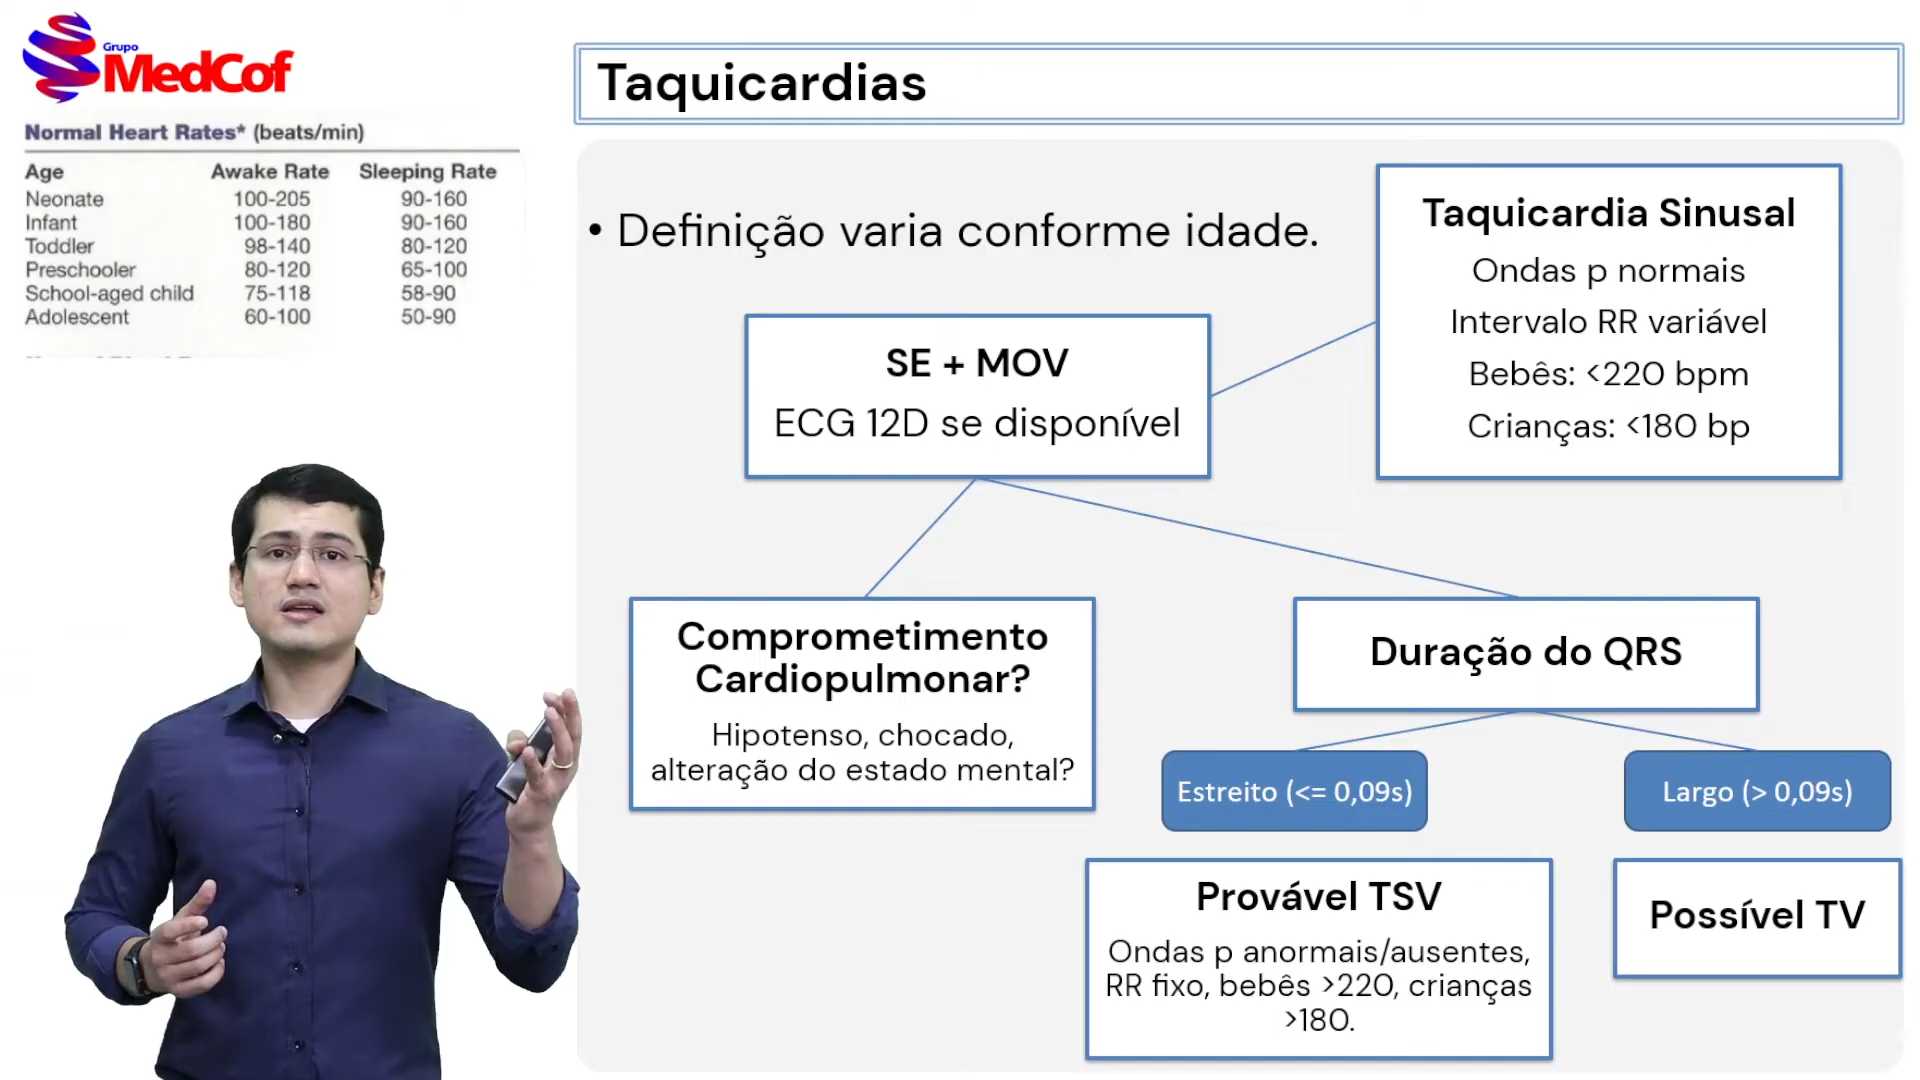 Grupo
MedCof
Normal Heart Rates* (beats/min)
Age Awake Rate Sleeping Rate
Neonate 100-205 90-160
Infant 100-180 90-160
Toddler 98-140 80-120
Preschooler 80-120 65-100
School-aged child 75-118 58-90
Adolescent 60-100 50-90
Taquicardias
• Definição varia conforme idade.
Taquicardia Sinusal
Ondas p normais
Intervalo RR variável
Bebês: <220 bpm
Crianças: <180 bp
SE + MOV
ECG 12D se disponível
Comprometimento
Cardiopulmonar?
Hipotenso, chocado,
alteração do estado mental?
Duração do QRS
Estreito (<= 0,09s)
Largo (> 0,09s)
Provável TSV
Ondas p anormais/ausentes,
RR fixo, bebês >220, crianças
>180.
Possível TV